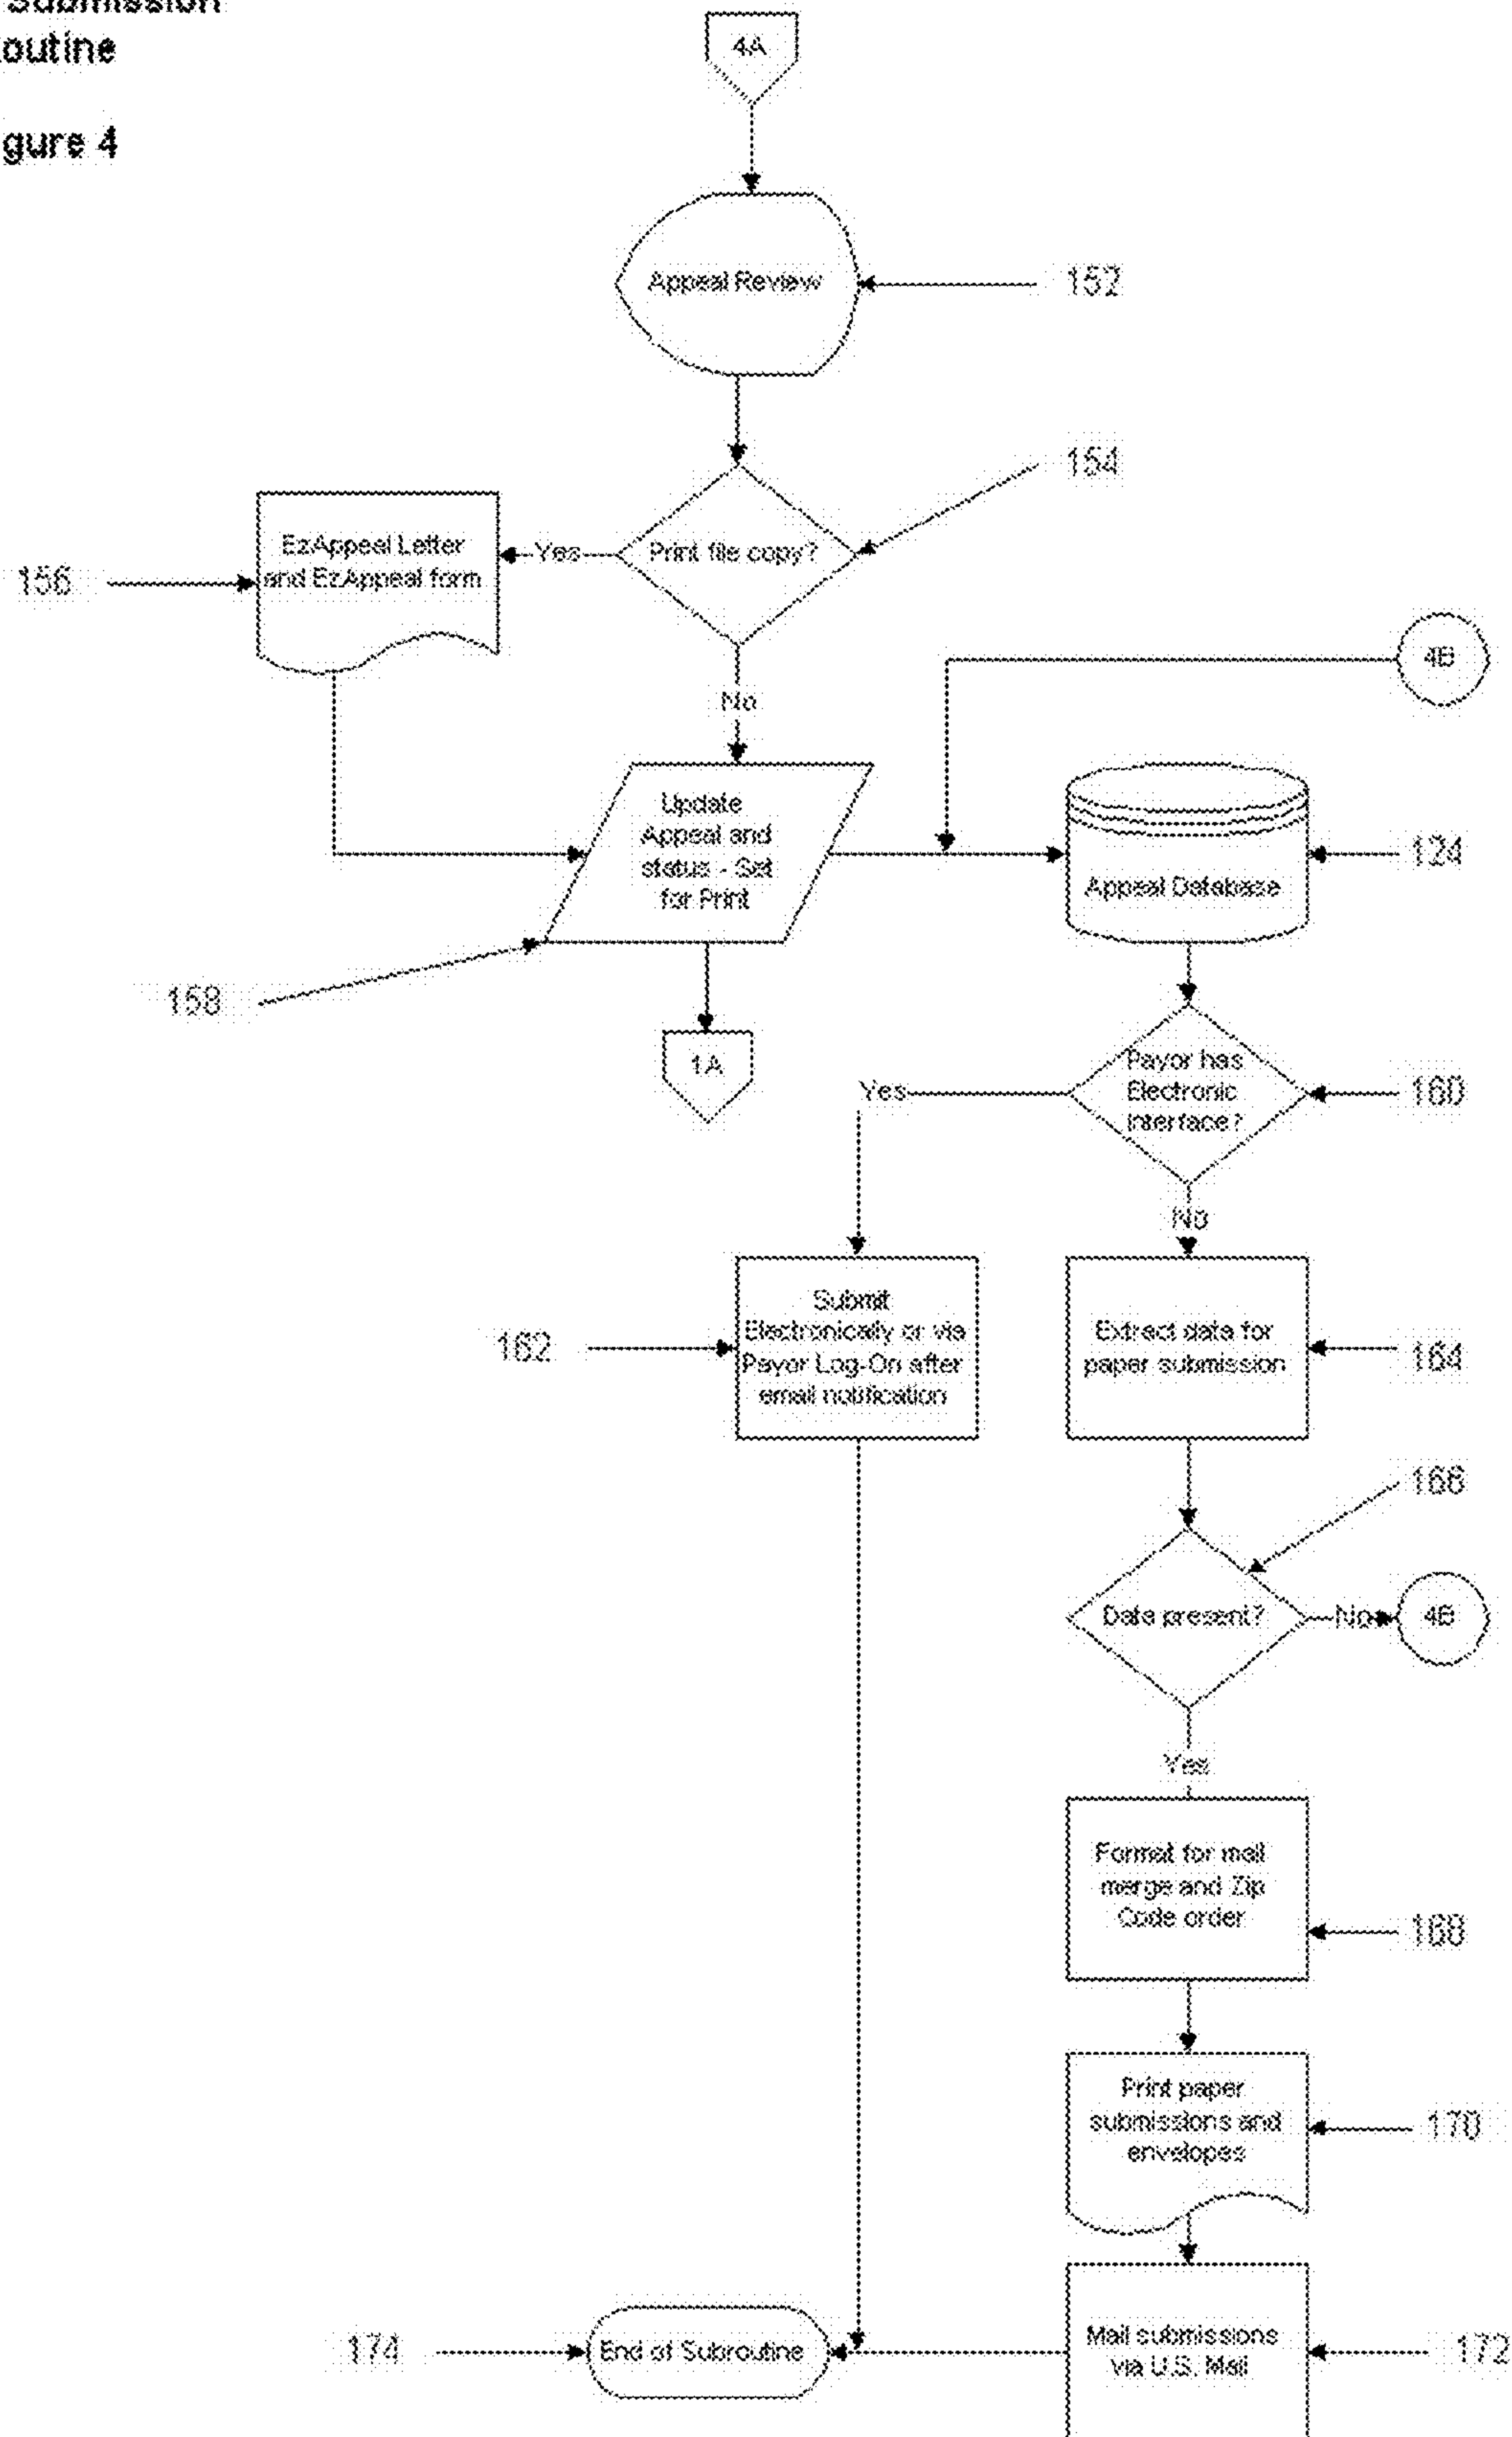 Submission
outine
gure 4
4A
Appeal Review
152
154
Print file copy?
Yes
EzAppeal Letter
and EzAppeal form
156
No
4B
Update
Appeal and
status - Set
for Print
158
Appeal Database
124
1A
Payor has
Electronic
interface?
160
Yes
No
Submit
Electronically or via
Payor Log-On after
email notification
162
Extract data for
paper submission
164
166
Data present?
No
4B
Yes
Format for mail
merge and Zip
Code order
168
Print paper
submissions and
envelopes
170
Mail submissions
via U.S. Mail
172
End of Subroutine
174